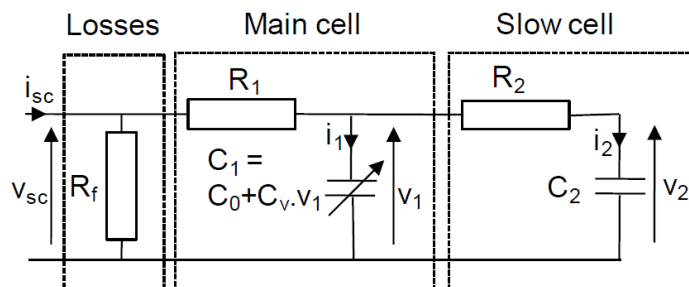 Losses
Main cell
Slow cell
isc
R1
R2
i1
i2
C1 =
C0+Cv.v1
vsc
Rf
v1
C2
v2